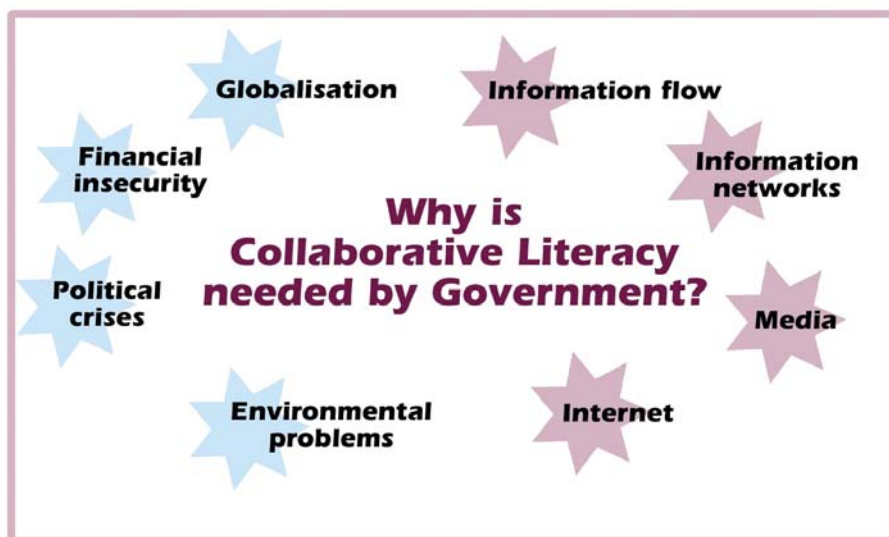 Globalisation
Information flow
Financial
insecurity
Information
networks
Why is
Collaborative Literacy
needed by Government?
Political
crises
Media
Environmental
problems
Internet